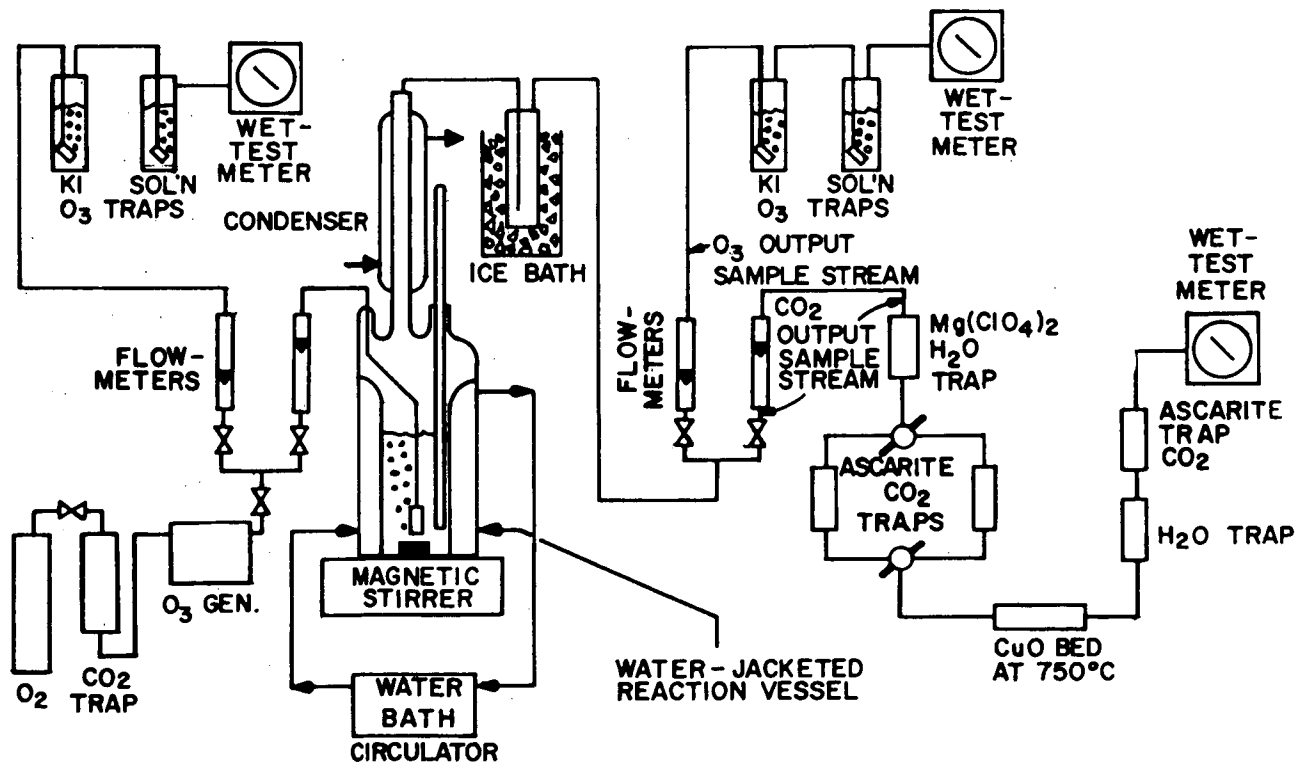 WET-
TEST
METER
KI SOL'N
O3 TRAPS
CONDENSER
ICE BATH
FLOW-
METERS
O2
CO2
TRAP
O3 GEN.
MAGNETIC
STIRRER
WATER
BATH
CIRCULATOR
WATER-JACKETED
REACTION VESSEL
WET-
TEST
METER
KI SOL'N
O3 TRAPS
O3 OUTPUT
SAMPLE STREAM
FLOW-
METERS
CO2
OUTPUT
SAMPLE
STREAM
Mg(ClO4)2
H2O
TRAP
ASCARITE
CO2
TRAPS
CuO BED
AT 750°C
WET-
TEST
METER
ASCARITE
TRAP
CO2
H2O TRAP